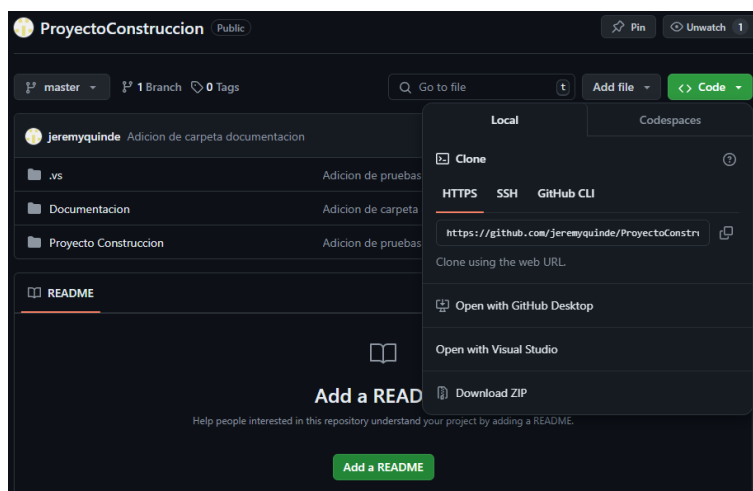 ProyectoConstruccion Public Pin Unwatch 1
master 1 Branch 0 Tags Go to file t Add file <> Code
Local Codespaces
jeremyquinde Adicion de carpeta documentacion
Clone
.vs Adicion de pruebas
HTTPS SSH GitHub CLI
Documentacion Adicion de carpeta
https://github.com/jeremyquinde/ProyectoConstru
Proyecto Construccion Adicion de pruebas
Clone using the web URL.
README
Open with GitHub Desktop
Open with Visual Studio
Add a READ
Download ZIP
Help people interested in this repository understand your project by adding a README.
Add a README